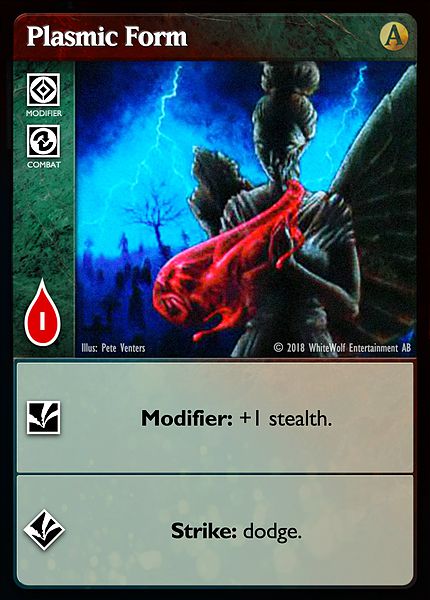 Plasmic Form
A
MODIFIER
COMBAT
1
Illus: Pete Venters
© 2018 WhiteWolf Entertainment AB
Modifier: +1 stealth.
Strike: dodge.